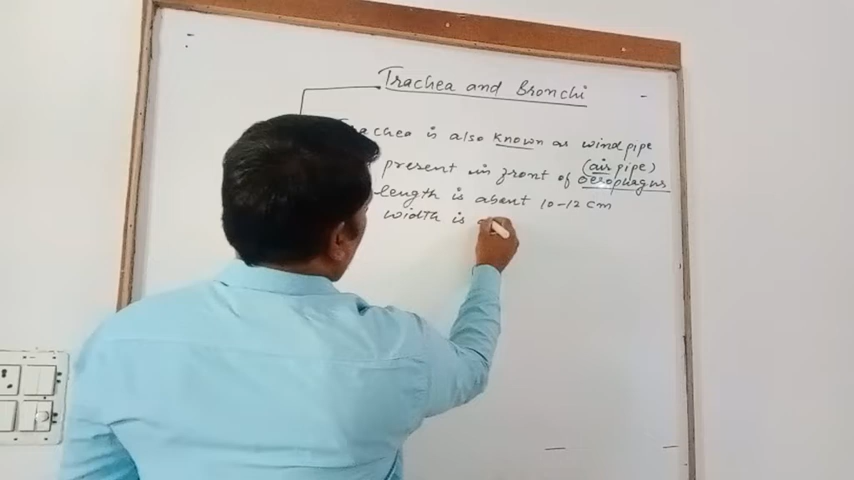 Trachea and Bronchi
Trachea is also known as wind pipe
(air pipe)
present in front of oesophagus
length is about 10-12 cm
width is